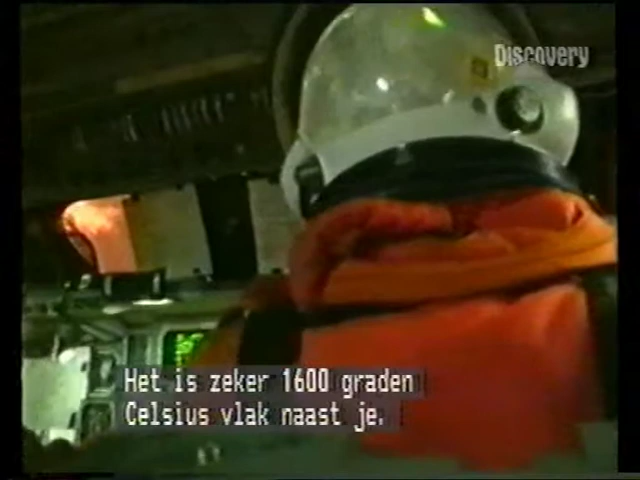 Discovery
Het is zeker 1600 graden
Celsius vlak naast je.